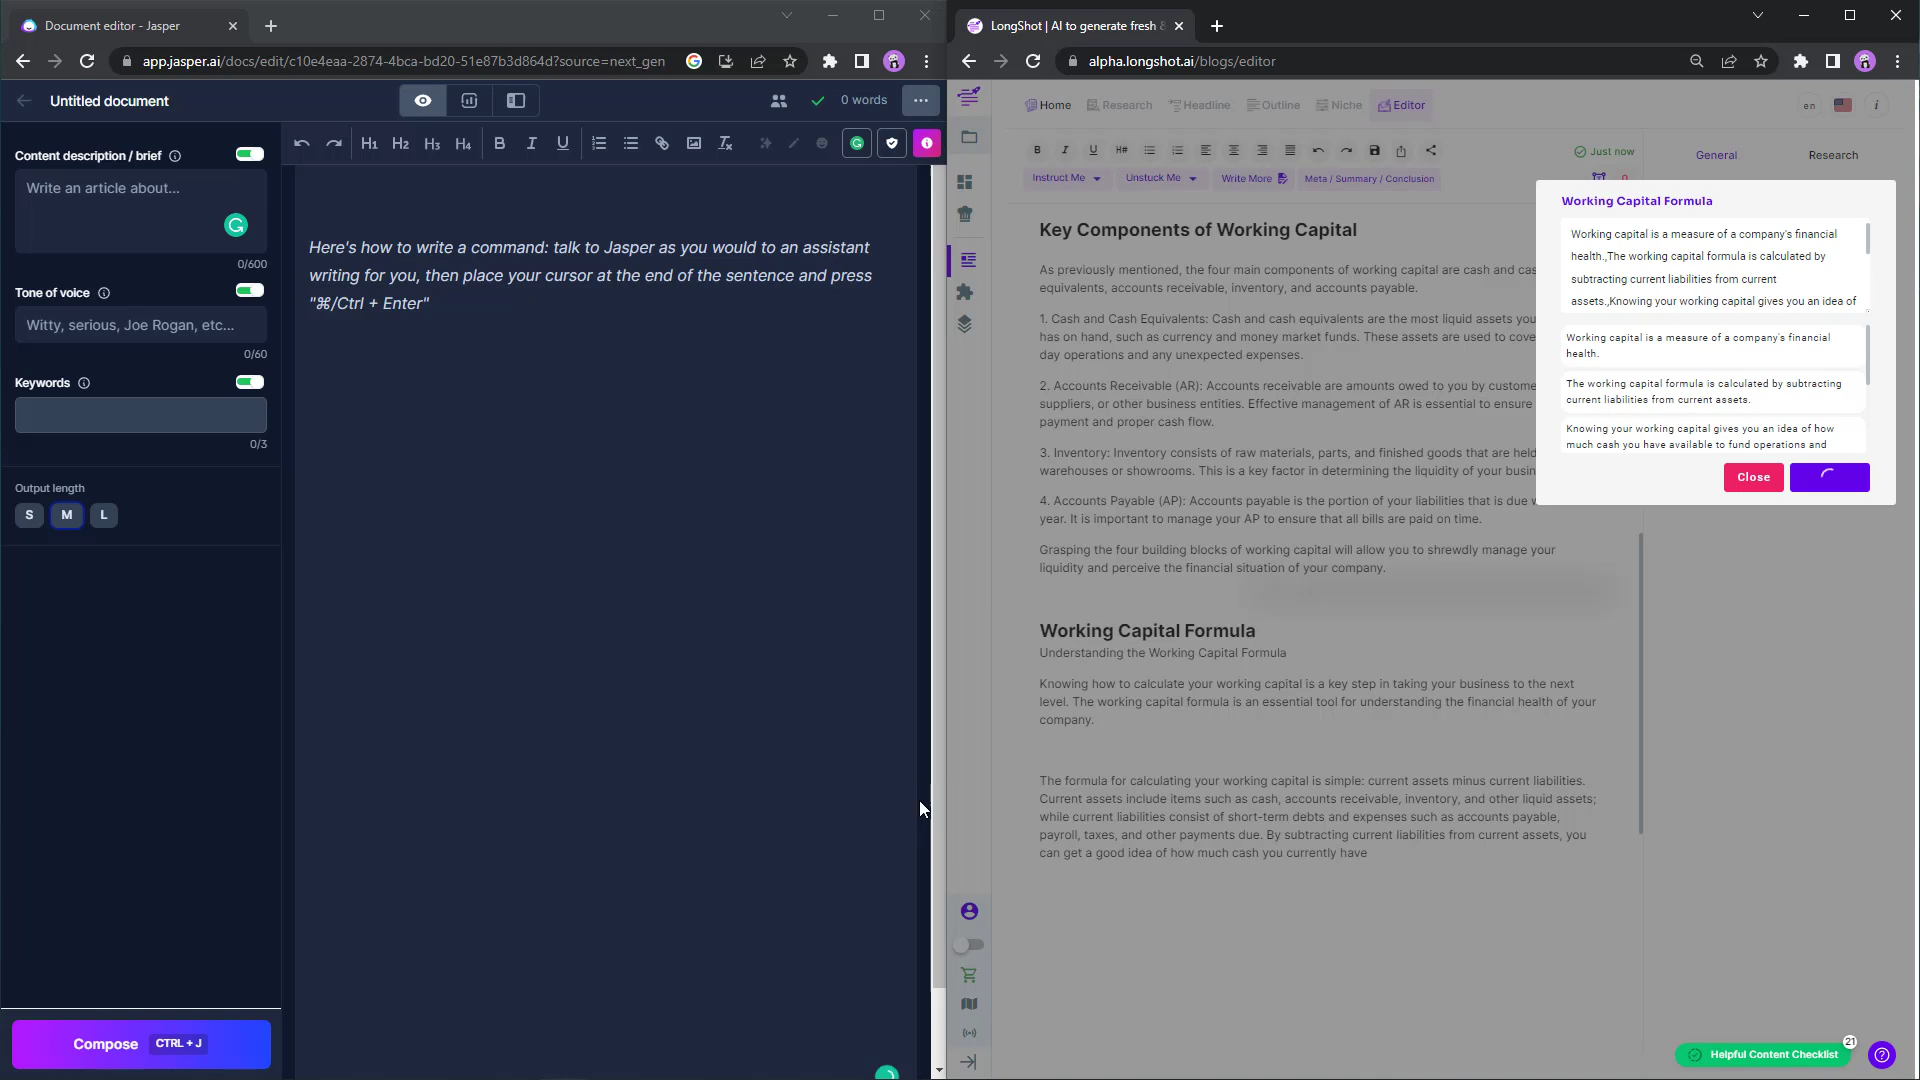 Document editor - Jasper
app.jasper.ai/docs/edit/c10e4eaa-2874-4bca-bd20-51e87b3d864d?source=next_gen
Untitled document
0 words
H1 H2 H3 H4 B I U
Content description / brief
Write an article about...
0/600
Tone of voice
Witty, serious, Joe Rogan, etc...
0/60
Keywords
0/3
Output length
S M L
Compose CTRL + J
Here's how to write a command: talk to Jasper as you would to an assistant
writing for you, then place your cursor at the end of the sentence and press
"⌘/Ctrl + Enter"
LongShot | AI to generate fresh &
alpha.longshot.ai/blogs/editor
Home Research Headline Outline Niche Editor
en
B I U H#
Just now
General
Research
Instruct Me Unstuck Me Write More Meta / Summary / Conclusion
Key Components of Working Capital
As previously mentioned, the four main components of working capital are cash and cas
equivalents, accounts receivable, inventory, and accounts payable.
1. Cash and Cash Equivalents: Cash and cash equivalents are the most liquid assets you
has on hand, such as currency and money market funds. These assets are used to cove
day operations and any unexpected expenses.
2. Accounts Receivable (AR): Accounts receivable are amounts owed to you by custome
suppliers, or other business entities. Effective management of AR is essential to ensure
payment and proper cash flow.
3. Inventory: Inventory consists of raw materials, parts, and finished goods that are held
warehouses or showrooms. This is a key factor in determining the liquidity of your busin
4. Accounts Payable (AP): Accounts payable is the portion of your liabilities that is due w
year. It is important to manage your AP to ensure that all bills are paid on time.
Grasping the four building blocks of working capital will allow you to shrewdly manage your
liquidity and perceive the financial situation of your company.
Working Capital Formula
Understanding the Working Capital Formula
Knowing how to calculate your working capital is a key step in taking your business to the next
level. The working capital formula is an essential tool for understanding the financial health of your
company.
The formula for calculating your working capital is simple: current assets minus current liabilities.
Current assets include items such as cash, accounts receivable, inventory, and other liquid assets;
while current liabilities consist of short-term debts and expenses such as accounts payable,
payroll, taxes, and other payments due. By subtracting current liabilities from current assets, you
can get a good idea of how much cash you currently have
Working Capital Formula
Working capital is a measure of a company's financial
health.,The working capital formula is calculated by
subtracting current liabilities from current
assets.,Knowing your working capital gives you an idea of
Working capital is a measure of a company's financial
health.
The working capital formula is calculated by subtracting
current liabilities from current assets.
Knowing your working capital gives you an idea of how
much cash you have available to fund operations and
Close
Helpful Content Checklist
21